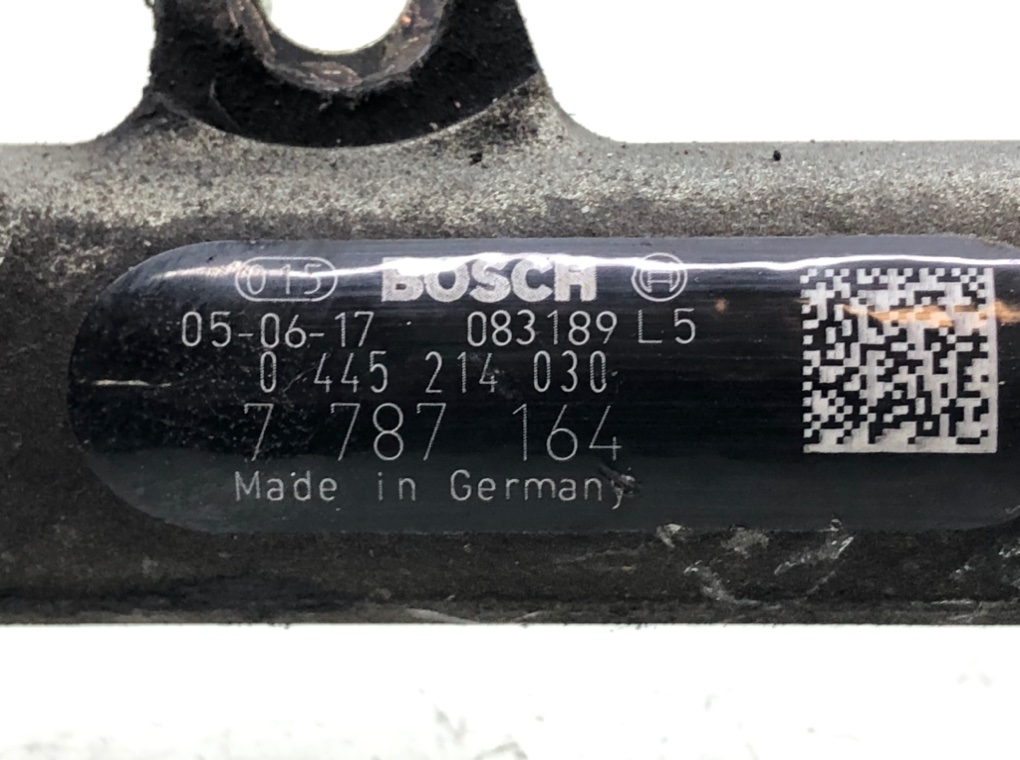 015 BOSCH
05-06-17 083189 L5
0 445 214 030
7 787 164
Made in Germany